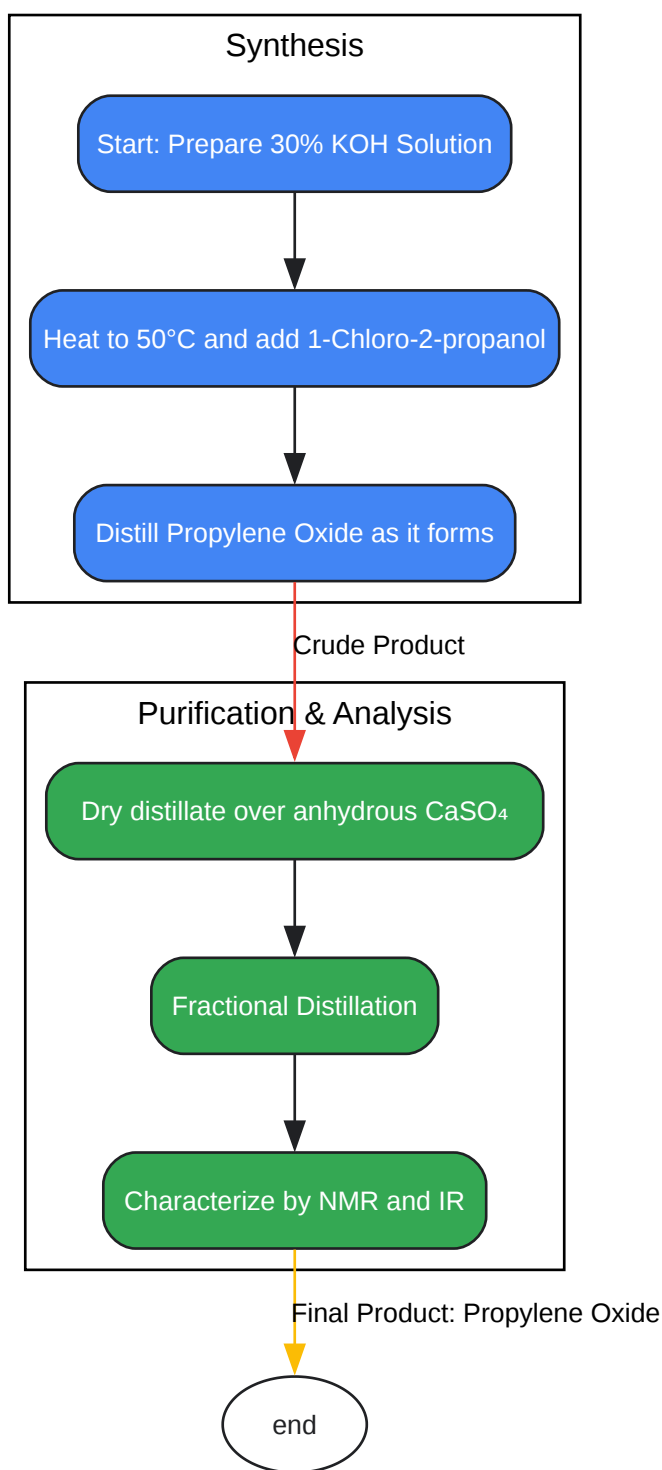 Synthesis
Start: Prepare 30% KOH Solution
Heat to 50°C and add 1-Chloro-2-propanol
Distill Propylene Oxide as it forms
Crude Product
Purification & Analysis
Dry distillate over anhydrous CaSO₄
Fractional Distillation
Characterize by NMR and IR
Final Product: Propylene Oxide
end